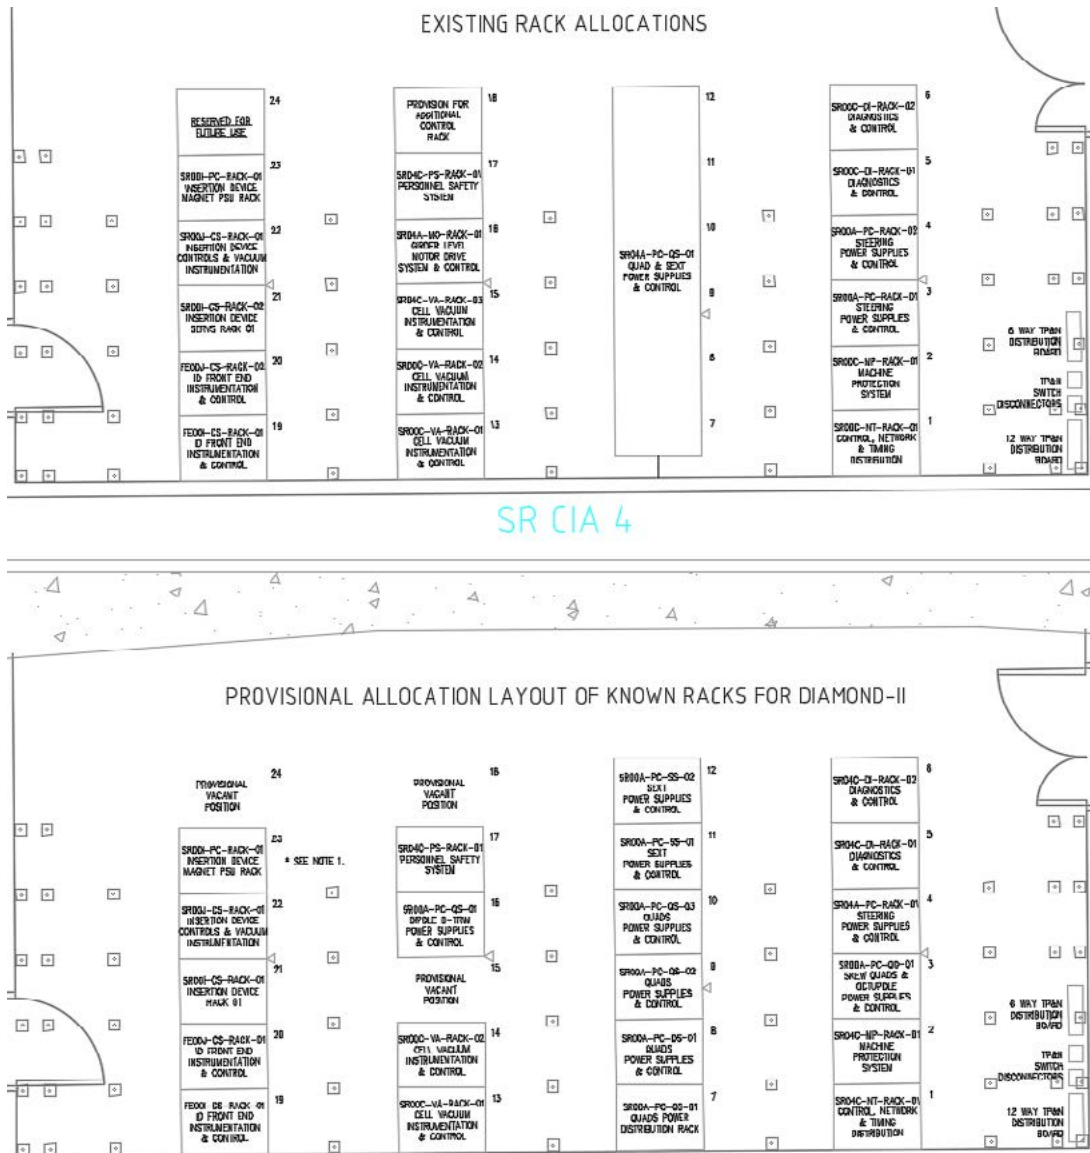 EXISTING RACK ALLOCATIONS
24
RESERVED FOR
FUTURE USE
23
INSERTION DEVICE
MAGNET PSU RACK
22
INSERTION DEVICE
CONTROLS & VACUUM
INSTRUMENTATION
21
INSERTION DEVICE
RACK 01
20
ID FRONT END
INSTRUMENTATION
& CONTROL
19
ID FRONT END
INSTRUMENTATION
& CONTROL
18
PROVISION FOR
ADDITIONAL
CONTROL
RACK
17
SR04C-PS-RACK-01
PERSONNEL SAFETY
SYSTEM
16
SR04A-MO-RACK-01
GIRDER LEVEL
MOTOR DRIVE
SYSTEM & CONTROL
15
SR04C-VA-RACK-03
CELL VACUUM
INSTRUMENTATION
& CONTROL
14
SR00C-VA-RACK-02
CELL VACUUM
INSTRUMENTATION
& CONTROL
13
SR00C-VA-RACK-01
CELL VACUUM
INSTRUMENTATION
& CONTROL
12
11
10
SR04A-PC-QS-01
QUAD & SEXT
POWER SUPPLIES
& CONTROL
9
8
7
6
SR00C-DI-RACK-02
DIAGNOSTICS
& CONTROL
5
SR00C-DI-RACK-01
DIAGNOSTICS
& CONTROL
4
SR00A-PC-RACK-02
STEERING
POWER SUPPLIES
& CONTROL
3
SR00A-PC-RACK-01
STEERING
POWER SUPPLIES
& CONTROL
2
SR00C-MP-RACK-01
MACHINE
PROTECTION
SYSTEM
1
SR00C-NT-RACK-01
CONTROL, NETWORK
& TIMING
DISTRIBUTION
6 WAY TP&N
DISTRIBUTION
BOARD
TP&N
SWITCH
DISCONNECTORS
12 WAY TP&N
DISTRIBUTION
BOARD
SR CIA 4
PROVISIONAL ALLOCATION LAYOUT OF KNOWN RACKS FOR DIAMOND-II
24
PROVISIONAL
VACANT
POSITION
23
INSERTION DEVICE
MAGNET PSU RACK
* SEE NOTE 1.
22
INSERTION DEVICE
CONTROLS & VACUUM
INSTRUMENTATION
21
INSERTION DEVICE
RACK 01
20
ID FRONT END
INSTRUMENTATION
& CONTROL
19
ID FRONT END
INSTRUMENTATION
& CONTROL
18
PROVISIONAL
VACANT
POSITION
17
SR04C-PS-RACK-01
PERSONNEL SAFETY
SYSTEM
16
SR00A-PC-QS-01
POWER SUPPLIES
& CONTROL
15
PROVISIONAL
VACANT
POSITION
14
SR00C-VA-RACK-02
CELL VACUUM
INSTRUMENTATION
& CONTROL
13
SR00C-VA-RACK-01
CELL VACUUM
INSTRUMENTATION
& CONTROL
12
SR00A-PC-SS-02
SEXT
POWER SUPPLIES
& CONTROL
11
SR00A-PC-SS-01
SEXT
POWER SUPPLIES
& CONTROL
10
SR00A-PC-QS-03
QUADS
POWER SUPPLIES
& CONTROL
9
SR00A-PC-QS-02
QUADS
POWER SUPPLIES
& CONTROL
8
QUADS
POWER SUPPLIES
& CONTROL
7
QUADS POWER
DISTRIBUTION RACK
6
SR04C-DI-RACK-02
DIAGNOSTICS
& CONTROL
5
SR04C-DI-RACK-01
DIAGNOSTICS
& CONTROL
4
SR04A-PC-RACK-01
STEERING
POWER SUPPLIES
& CONTROL
3
SR00A-PC-QO-01
SKEW QUADS &
OCTUPOLE
POWER SUPPLIES
& CONTROL
2
SR04C-MP-RACK-01
MACHINE
PROTECTION
SYSTEM
1
SR04C-NT-RACK-01
CONTROL, NETWORK
& TIMING
DISTRIBUTION
6 WAY TP&N
DISTRIBUTION
BOARD
TP&N
SWITCH
DISCONNECTORS
12 WAY TP&N
DISTRIBUTION
BOARD